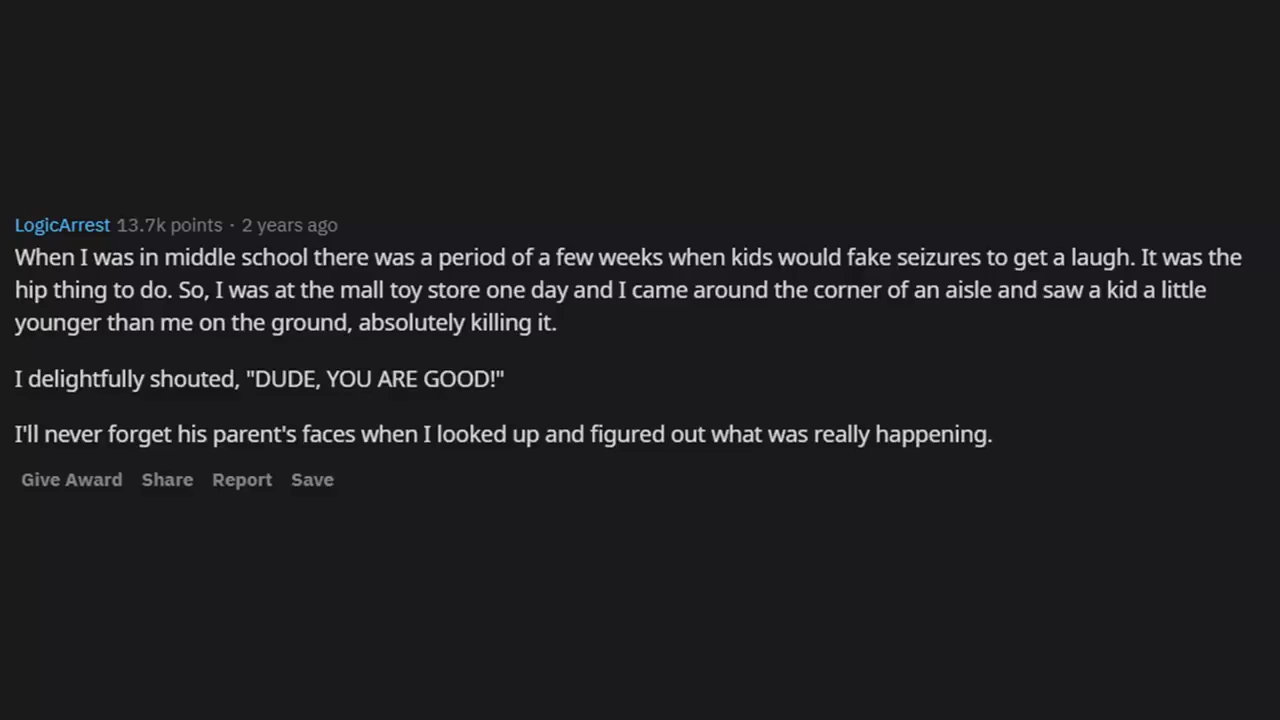 LogicArrest 13.7k points · 2 years ago
When I was in middle school there was a period of a few weeks when kids would fake seizures to get a laugh. It was the
hip thing to do. So, I was at the mall toy store one day and I came around the corner of an aisle and saw a kid a little
younger than me on the ground, absolutely killing it.
I delightfully shouted, "DUDE, YOU ARE GOOD!"
I'll never forget his parent's faces when I looked up and figured out what was really happening.
Give Award Share Report Save